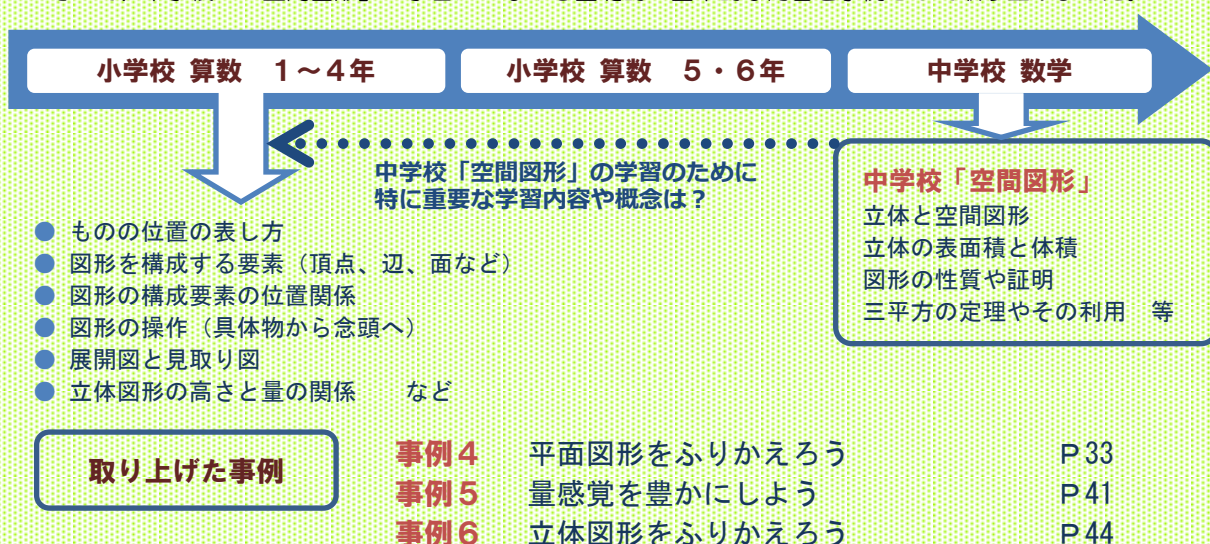 小学校 算数　１～４年
小学校 算数　５・６年
中学校 数学
中学校「空間図形」の学習のために
特に重要な学習内容や概念は？
中学校「空間図形」
立体と空間図形
立体の表面積と体積
図形の性質や証明
三平方の定理やその利用　等
● ものの位置の表し方
● 図形を構成する要素（頂点、辺、面など）
● 図形の構成要素の位置関係
● 図形の操作（具体物から念頭へ）
● 展開図と見取り図
● 立体図形の高さと量の関係　　など
取り上げた事例
事例４　平面図形をふりかえろう　Ｐ33
事例５　量感覚を豊かにしよう　Ｐ41
事例６　立体図形をふりかえろう　Ｐ44